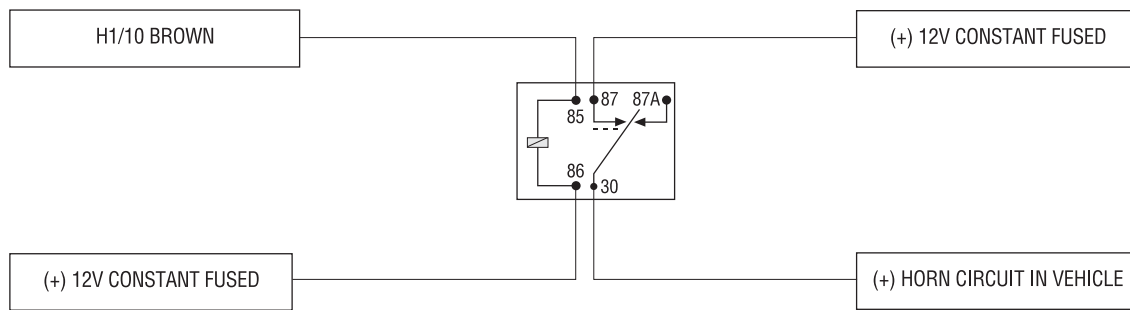 H1/10 BROWN
(+) 12V CONSTANT FUSED
87 87A
85
86
30
(+) 12V CONSTANT FUSED
(+) HORN CIRCUIT IN VEHICLE